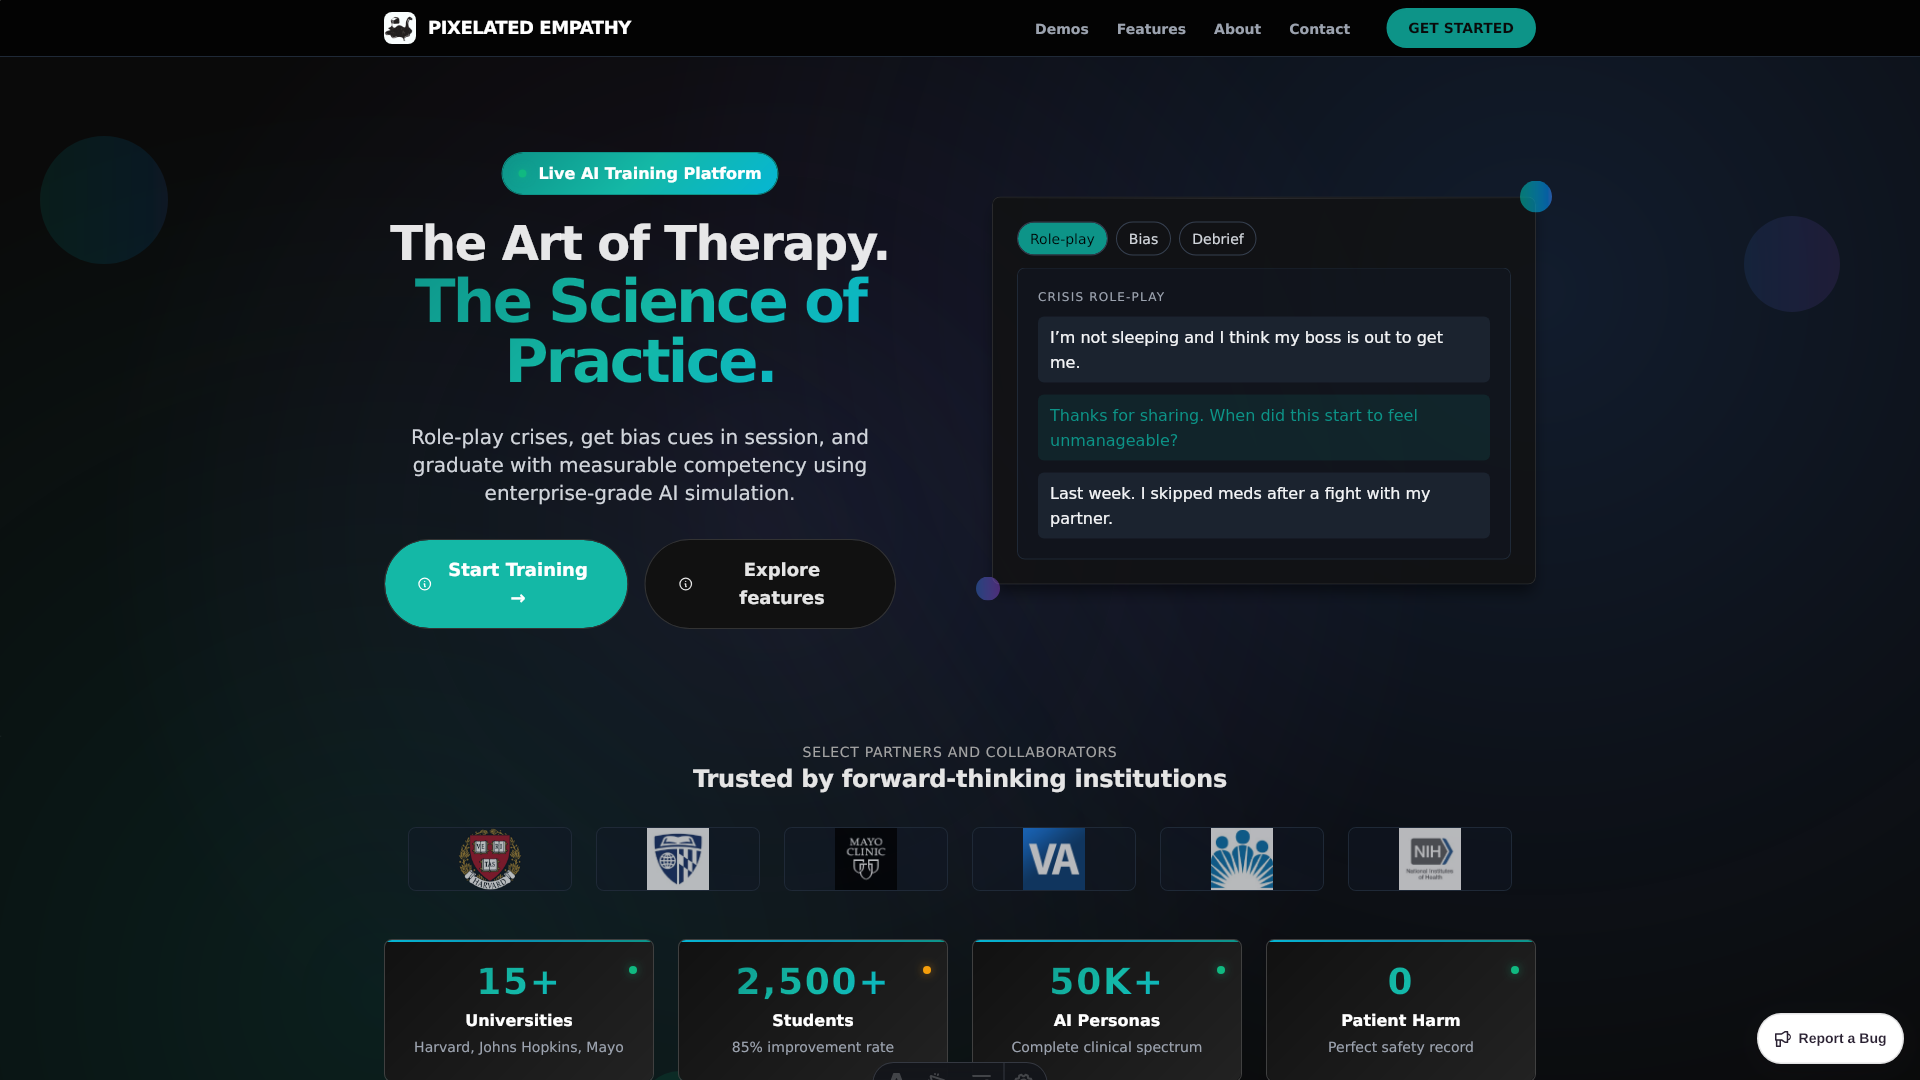 PIXELATED EMPATHY
Demos
Features
About
Contact
GET STARTED
Live AI Training Platform
The Art of Therapy.
The Science of
Practice.
Role-play crises, get bias cues in session, and
graduate with measurable competency using
enterprise-grade AI simulation.
Start Training
→
Explore
features
Role-play
Bias
Debrief
CRISIS ROLE-PLAY
I’m not sleeping and I think my boss is out to get
me.
Thanks for sharing. When did this start to feel
unmanageable?
Last week. I skipped meds after a fight with my
partner.
SELECT PARTNERS AND COLLABORATORS
Trusted by forward-thinking institutions
VE RI
TAS
HARVARD
MAYO
CLINIC
VA
NIH
National Institutes
of Health
15+
Universities
Harvard, Johns Hopkins, Mayo
2,500+
Students
85% improvement rate
50K+
AI Personas
Complete clinical spectrum
0
Patient Harm
Perfect safety record
Report a Bug